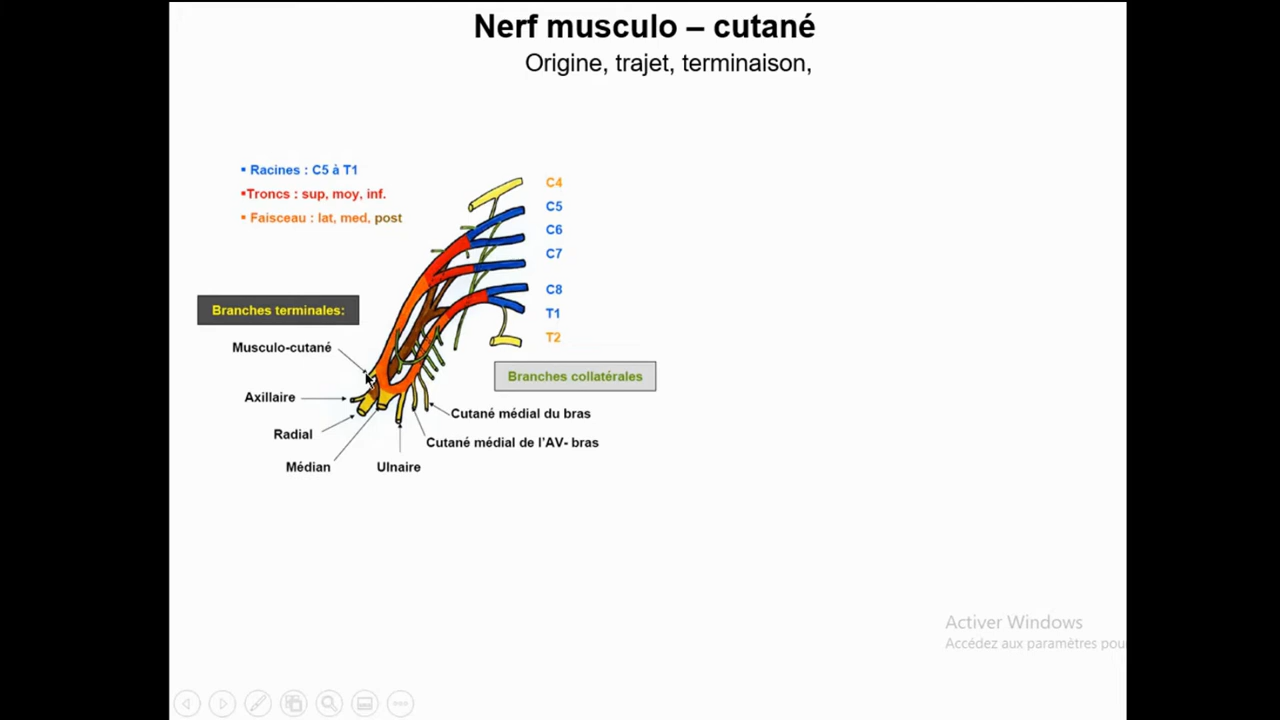 Nerf musculo – cutané
Origine, trajet, terminaison,
▪ Racines : C5 à T1
▪Troncs : sup, moy, inf.
▪ Faisceau : lat, med, post
C4
C5
C6
C7
C8
T1
T2
Branches terminales:
Musculo-cutané
Axillaire
Radial
Médian
Ulnaire
Branches collatérales
Cutané médial du bras
Cutané médial de l'AV- bras
Activer Windows
Accédez aux paramètres pou